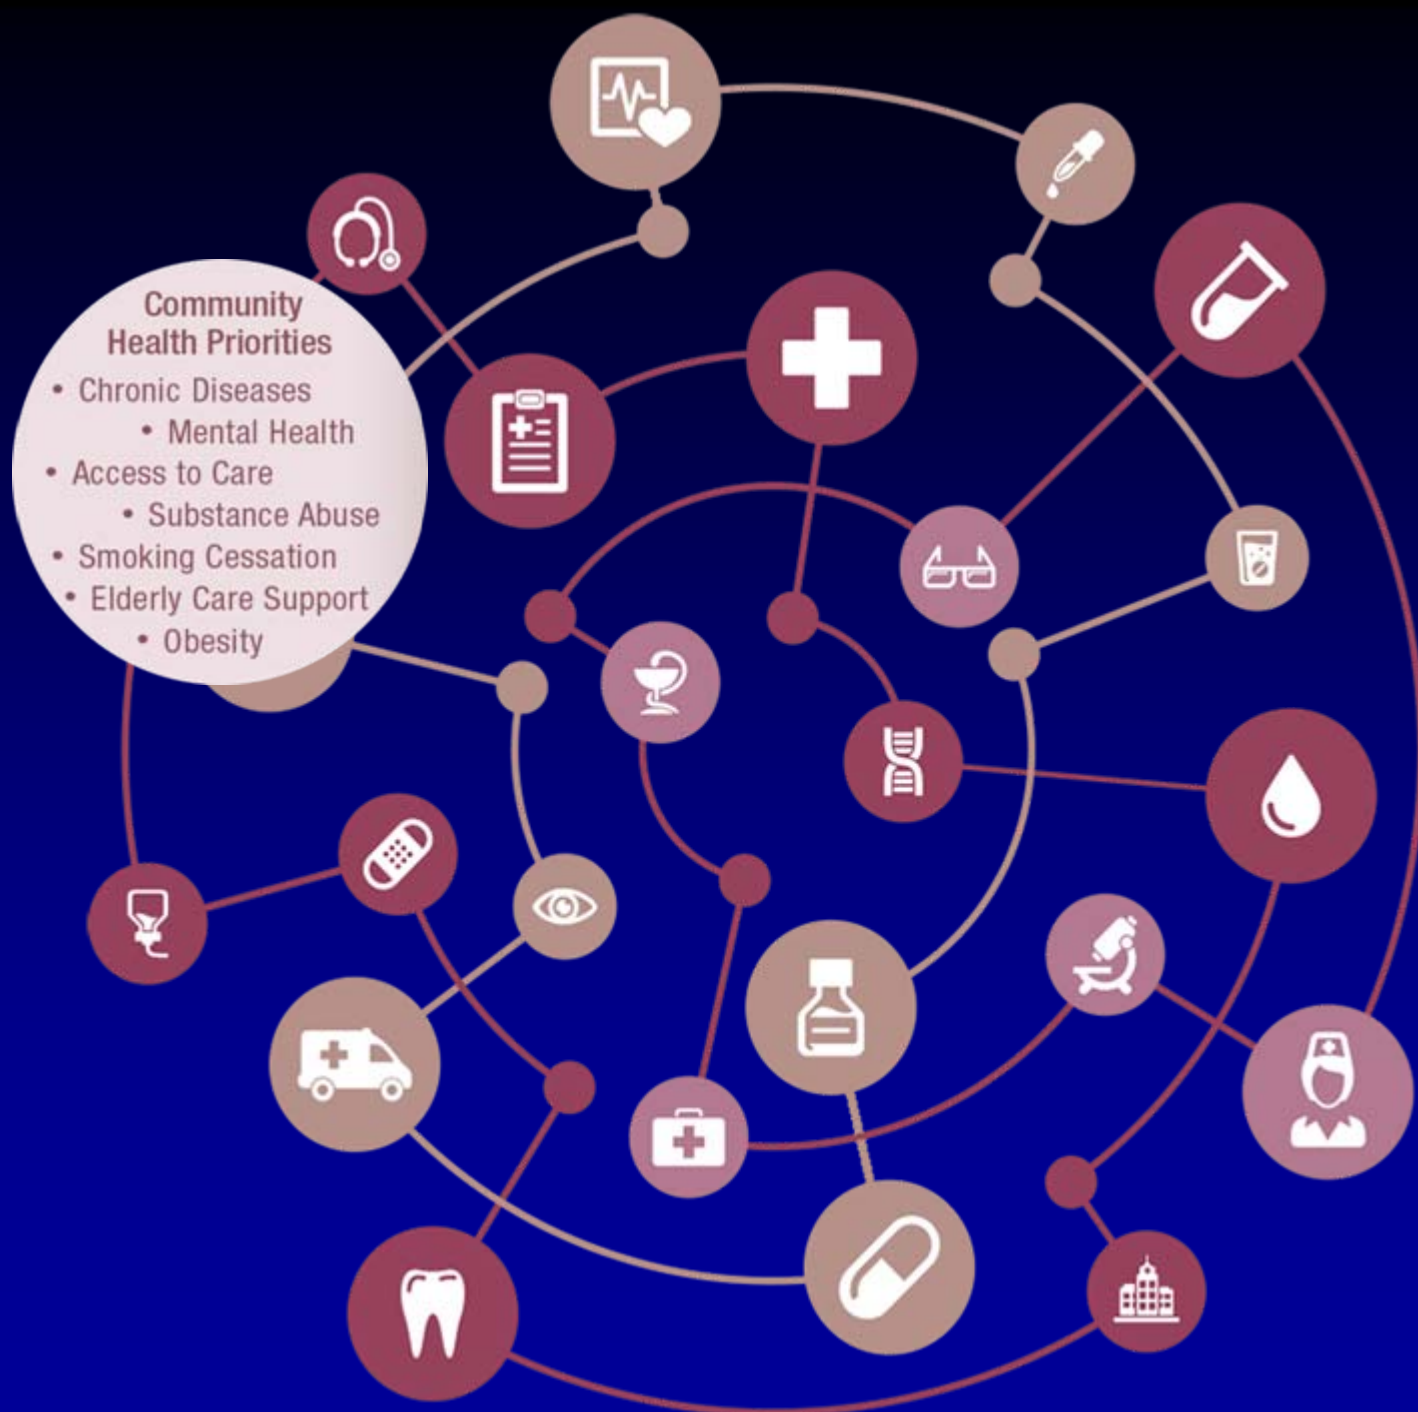 Community
Health Priorities
• Chronic Diseases
• Mental Health
• Access to Care
• Substance Abuse
• Smoking Cessation
• Elderly Care Support
• Obesity